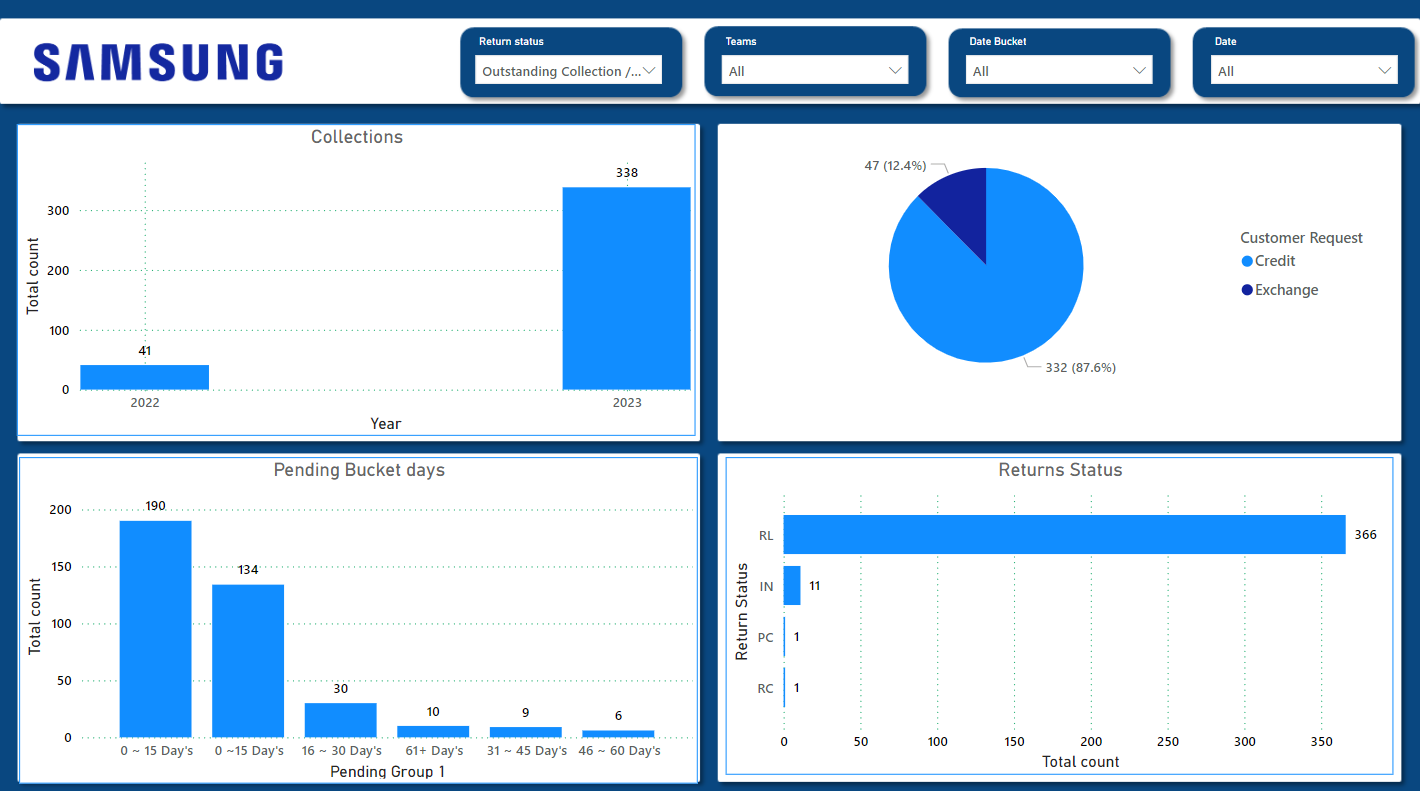 SAMSUNG
Return status
Outstanding Collection /...
Teams
All
Date Bucket
All
Date
All
Collections
Total count
338
300
200
100
41
0
2022
2023
Year
47 (12.4%)
332 (87.6%)
Customer Request
Credit
Exchange
Pending Bucket days
Total count
200
150
100
50
0
190
134
30
10
9
6
0 ~ 15 Day's
0 ~15 Day's
16 ~ 30 Day's
61+ Day's
31 ~ 45 Day's
46 ~ 60 Day's
Pending Group 1
Returns Status
Return Status
RL
366
IN
11
PC
1
RC
1
0
50
100
150
200
250
300
350
Total count